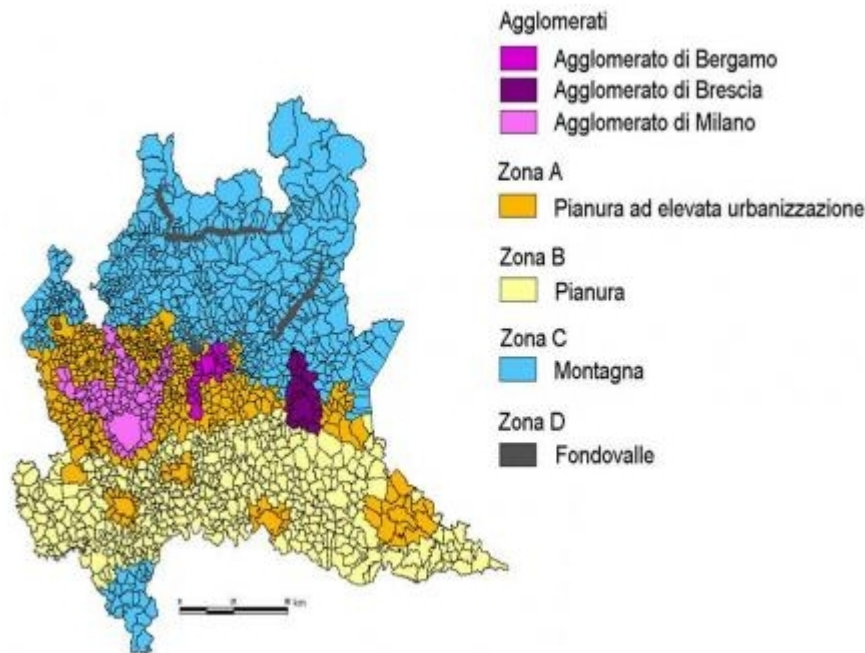 Agglomerati
Agglomerato di Bergamo
Agglomerato di Brescia
Agglomerato di Milano
Zona A
Pianura ad elevata urbanizzazione
Zona B
Pianura
Zona C
Montagna
Zona D
Fondovalle
km